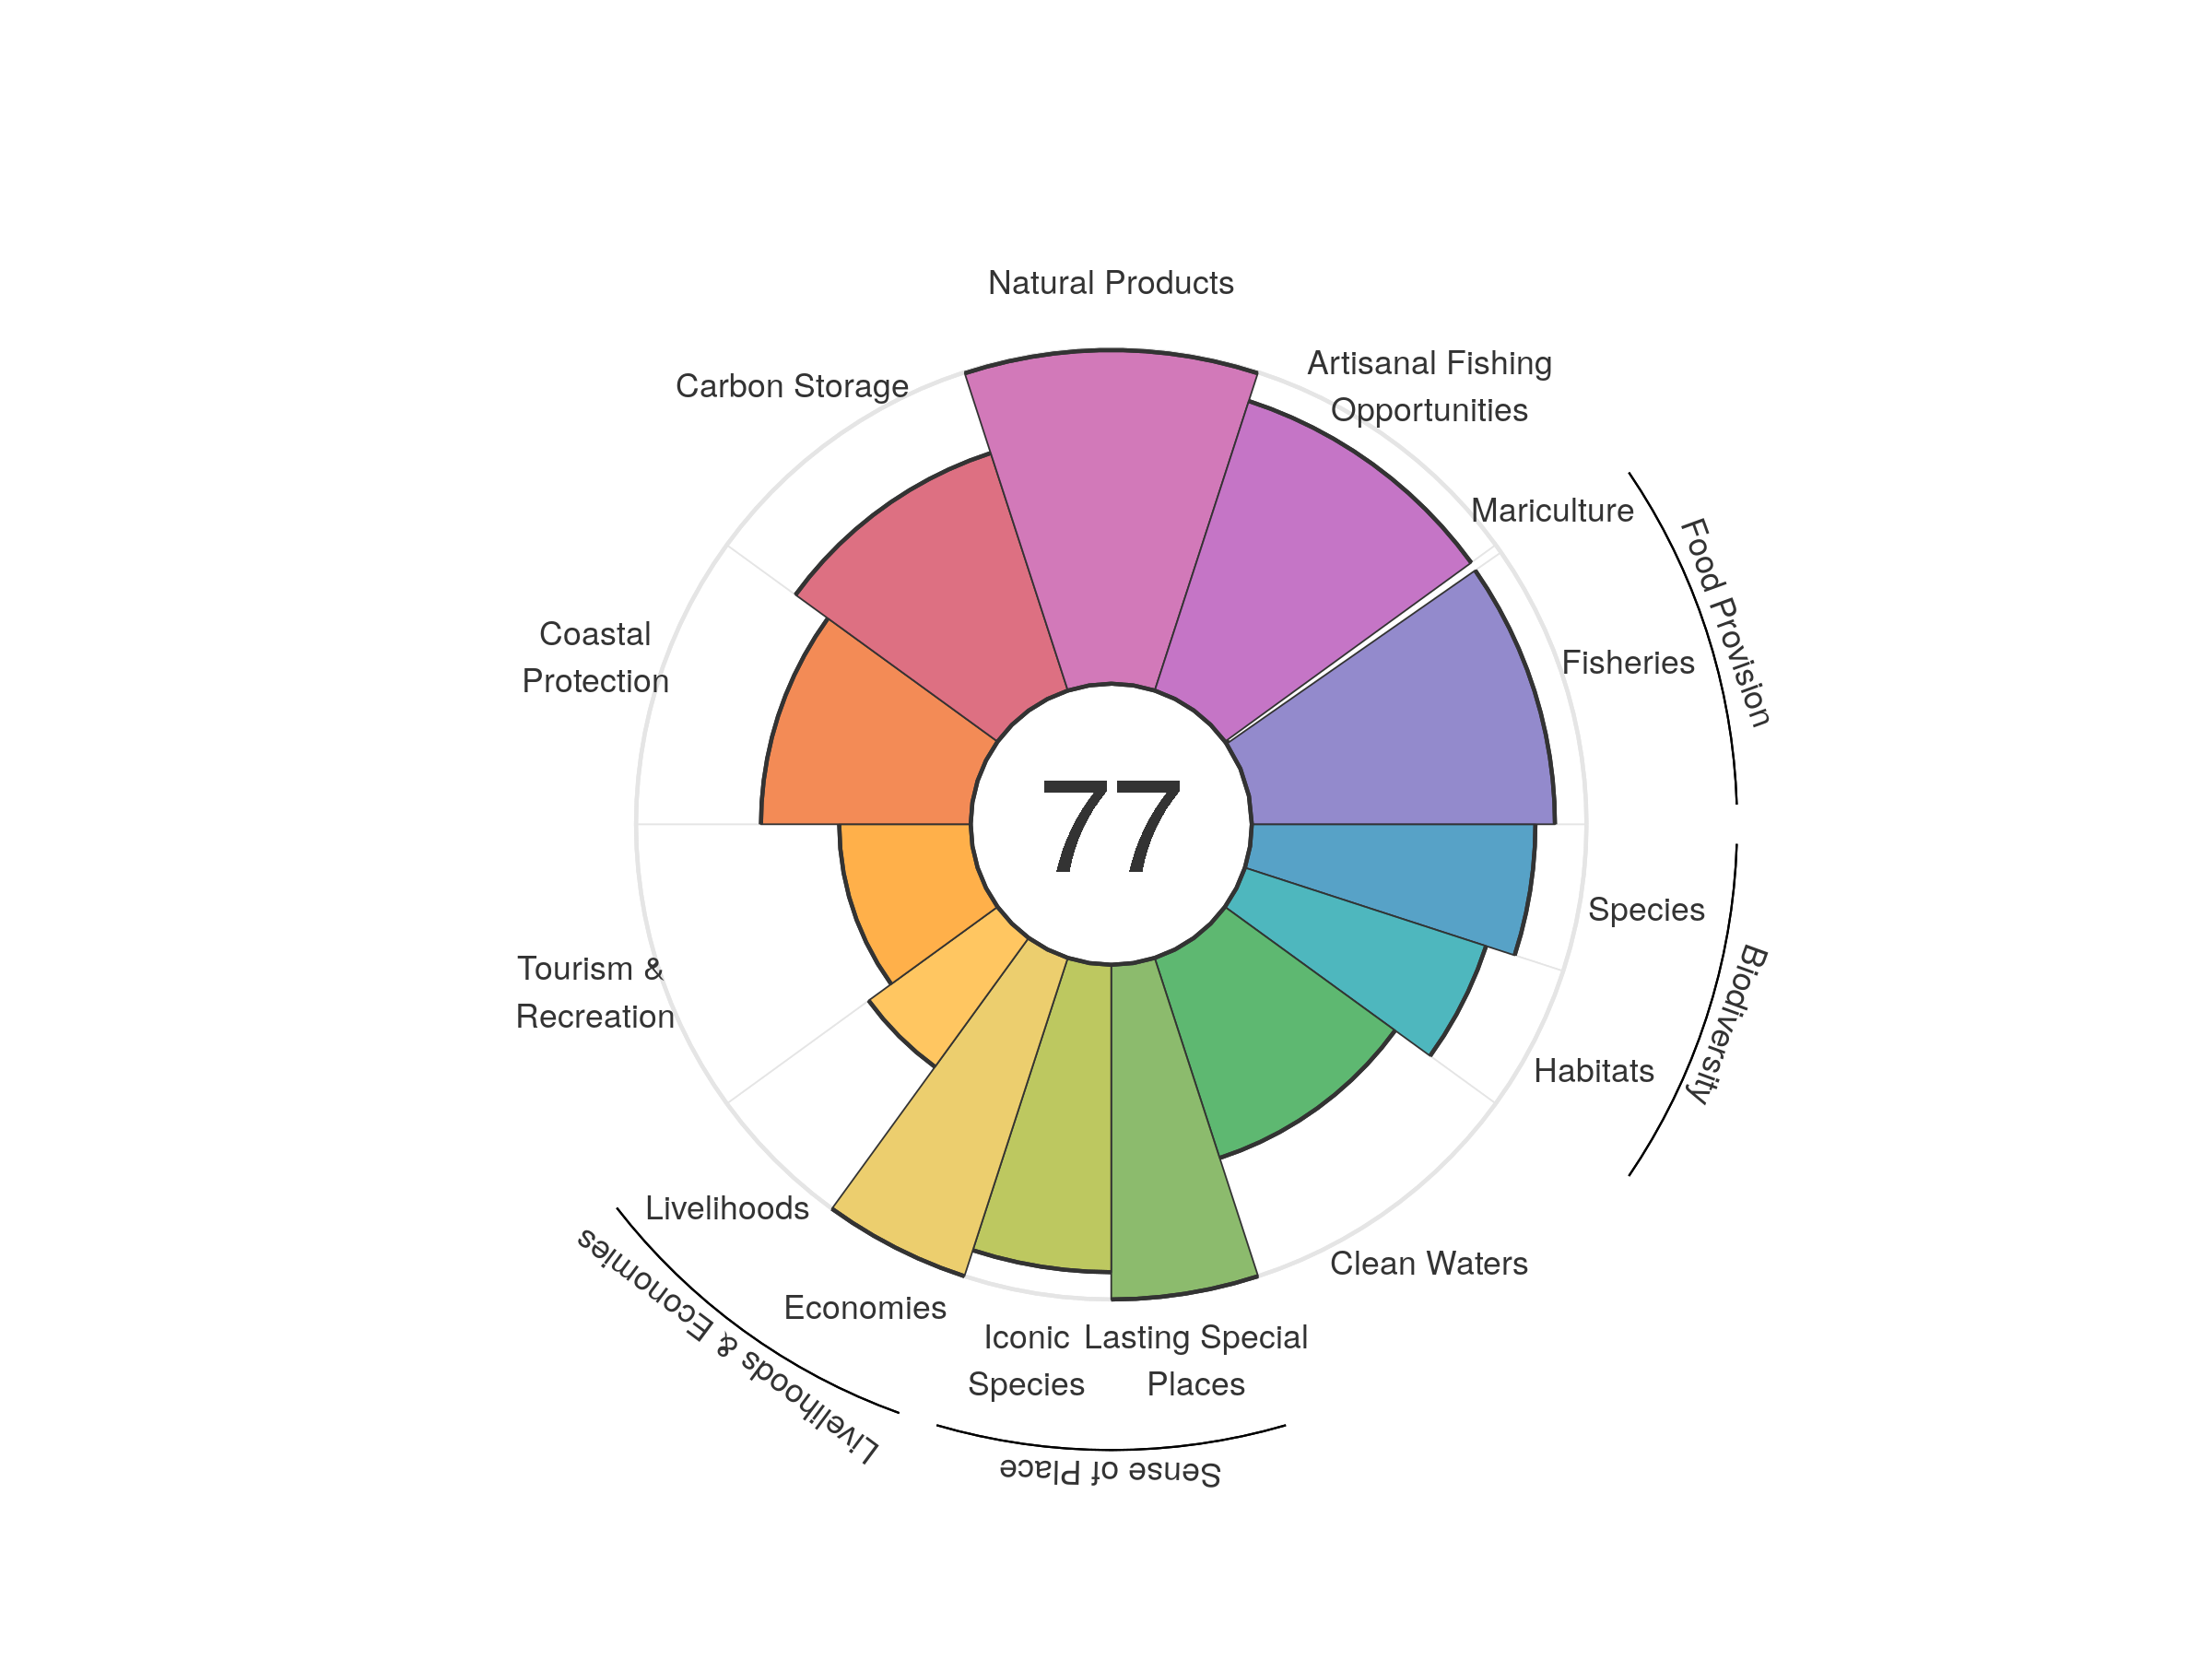 Natural Products
Artisanal Fishing
Opportunities
Carbon Storage
Mariculture
Food Provision
Coastal
Protection
Fisheries
77
Species
Biodiversity
Tourism &
Recreation
Habitats
Livelihoods
Clean Waters
Livelihoods & Economies
Economies
Iconic
Species
Lasting Special
Places
Sense of Place